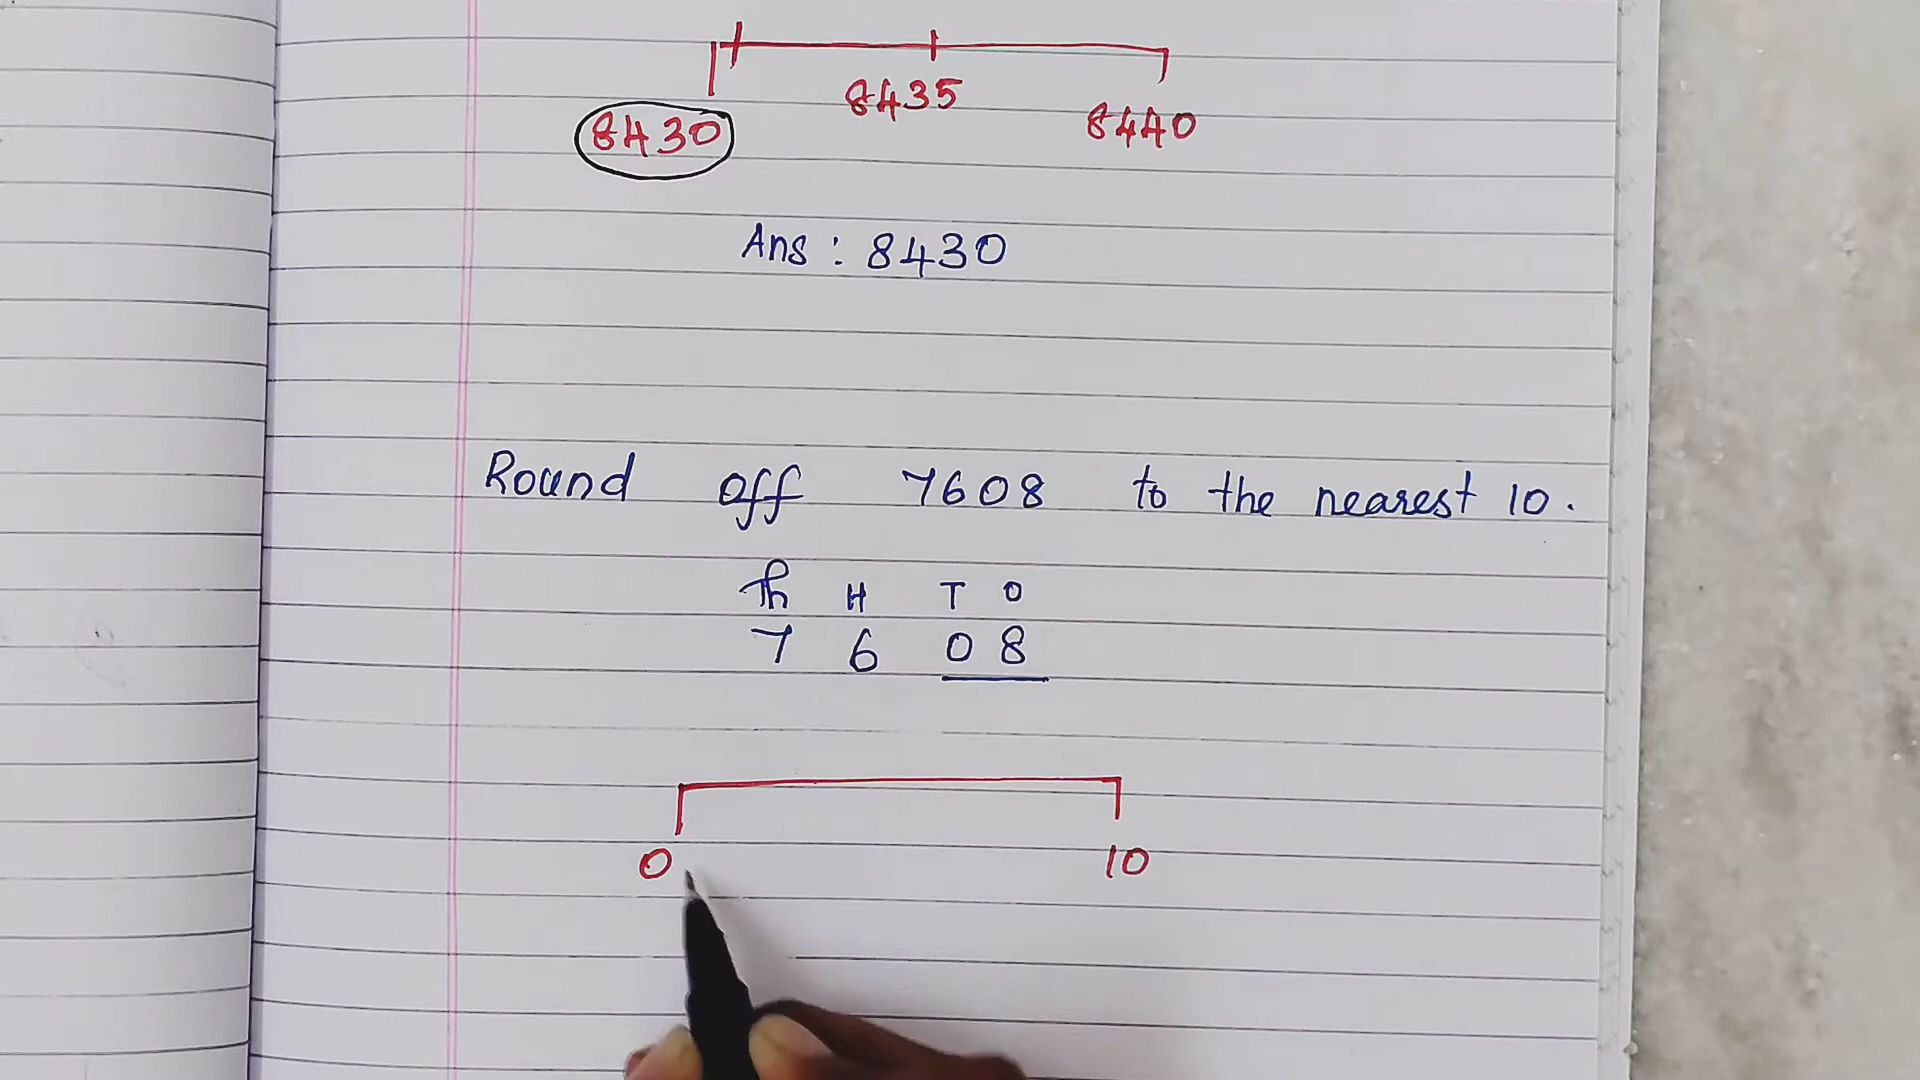 8435
8430 8440
Ans : 8430
Round off 7608 to the nearest 10.
Th H T O
7 6 0 8
0 10